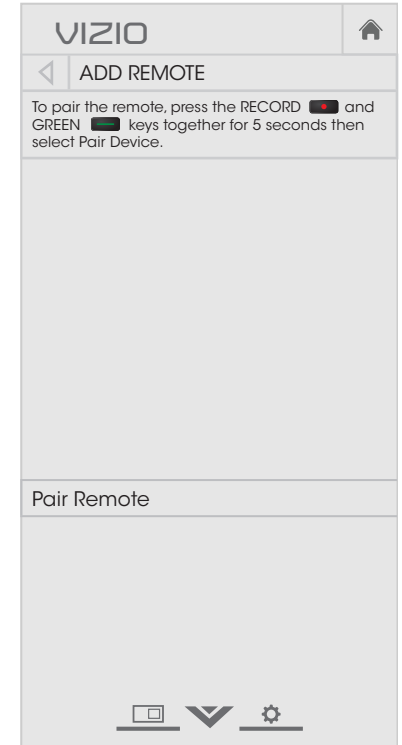 VIZIO
ADD REMOTE
To pair the remote, press the RECORD and
GREEN keys together for 5 seconds then
select Pair Device.
Pair Remote